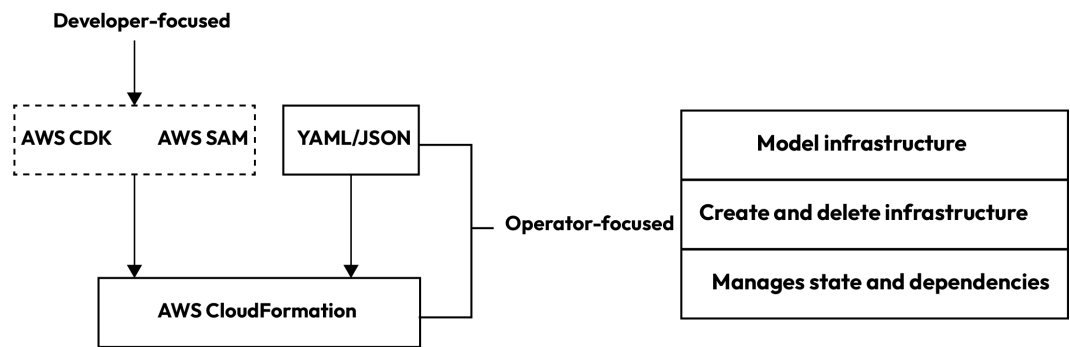 Developer-focused
AWS CDK
AWS SAM
YAML/JSON
AWS CloudFormation
Operator-focused
Model infrastructure
Create and delete infrastructure
Manages state and dependencies